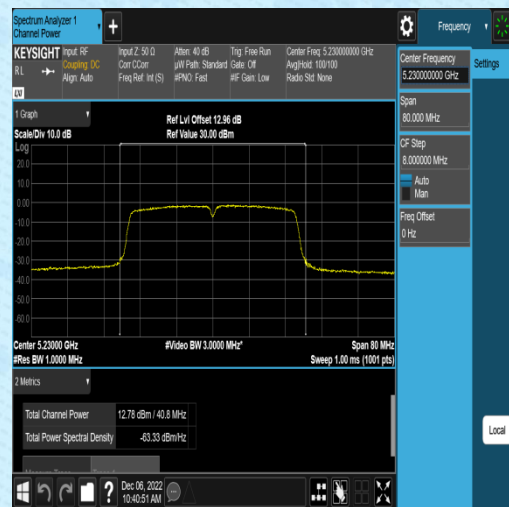 Spectrum Analyzer 1
Channel Power
Frequency
KEYSIGHT
Input: RF
Input Z: 50 Ω
Atten: 40 dB
Trig: Free Run
Center Freq: 5.230000000 GHz
RL
Coupling: DC
Corr CCorr
µW Path: Standard
Gate: Off
Avg|Hold: 100/100
Align: Auto
Freq Ref: Int (S)
#PNO: Fast
#IF Gain: Low
Radio Std: None
LXI
1 Graph
Ref Lvl Offset 12.96 dB
Scale/Div 10.0 dB
Ref Value 30.00 dBm
Log
20.0
10.0
0.00
-10.0
-20.0
-30.0
-40.0
-50.0
-60.0
Center 5.23000 GHz
#Video BW 3.0000 MHz*
Span 80 MHz
#Res BW 1.0000 MHz
Sweep 1.00 ms (1001 pts)
2 Metrics
Total Channel Power
12.78 dBm / 40.8 MHz
Total Power Spectral Density
-63.33 dBm/Hz
Dec 06, 2022
10:40:51 AM
?
Center Frequency
5.230000000 GHz
Settings
Span
80.000 MHz
CF Step
8.000000 MHz
Auto
Man
Freq Offset
0 Hz
Local